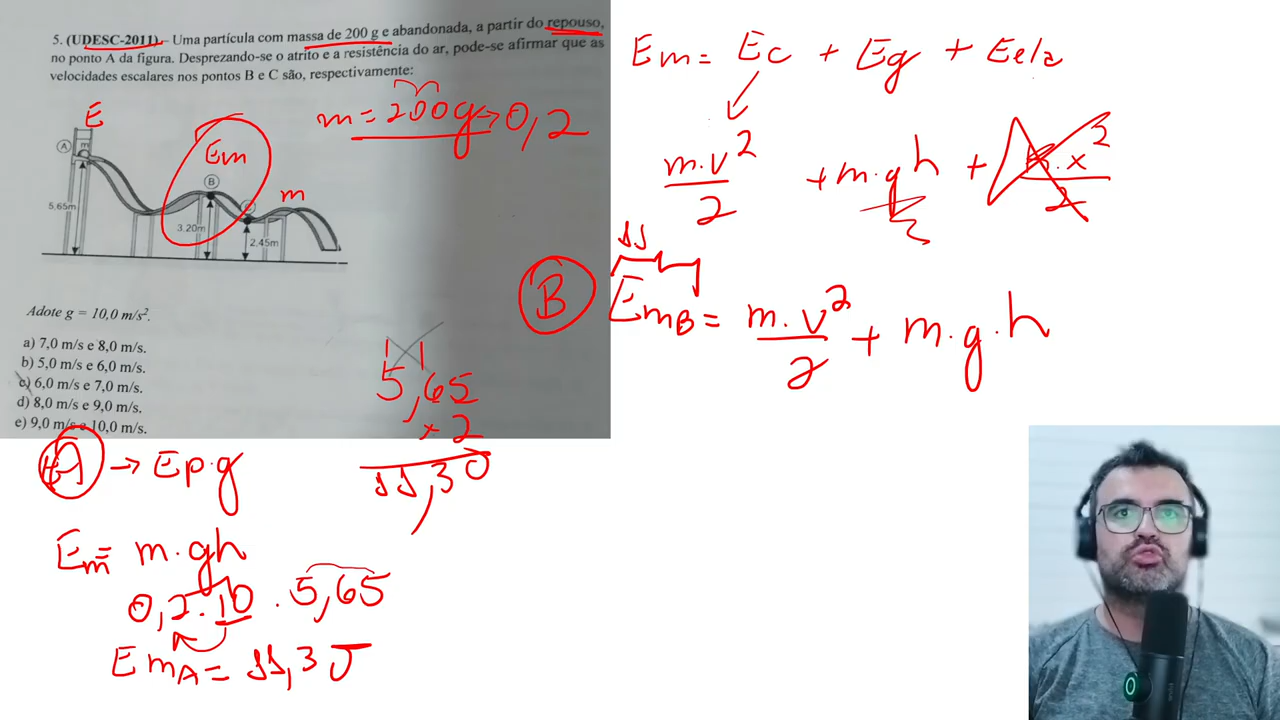 5. (UDESC-2011) – Uma partícula com massa de 200 g e abandonada, a partir do repouso,
no ponto A da figura. Desprezando-se o atrito e a resistência do ar, pode-se afirmar que as
velocidades escalares nos pontos B e C são, respectivamente:
m = 200g → 0,2
E
A
m
Em
B
m
5,65m
3.20m
2,45m
Adote g = 10,0 m/s².
a) 7,0 m/s e 8,0 m/s.
b) 5,0 m/s e 6,0 m/s.
c) 6,0 m/s e 7,0 m/s.
d) 8,0 m/s e 9,0 m/s.
e) 9,0 m/s e 10,0 m/s.
5,65
× 2
11,30
A → Ep.g
Em = m.gh
0,2.10 . 5,65
EmA = 11,3 J
Em = Ec + Eg + Eela
m.v²/2 + m.g h + x²/2
B
11
EmB = m.v²/2 + m.g.h